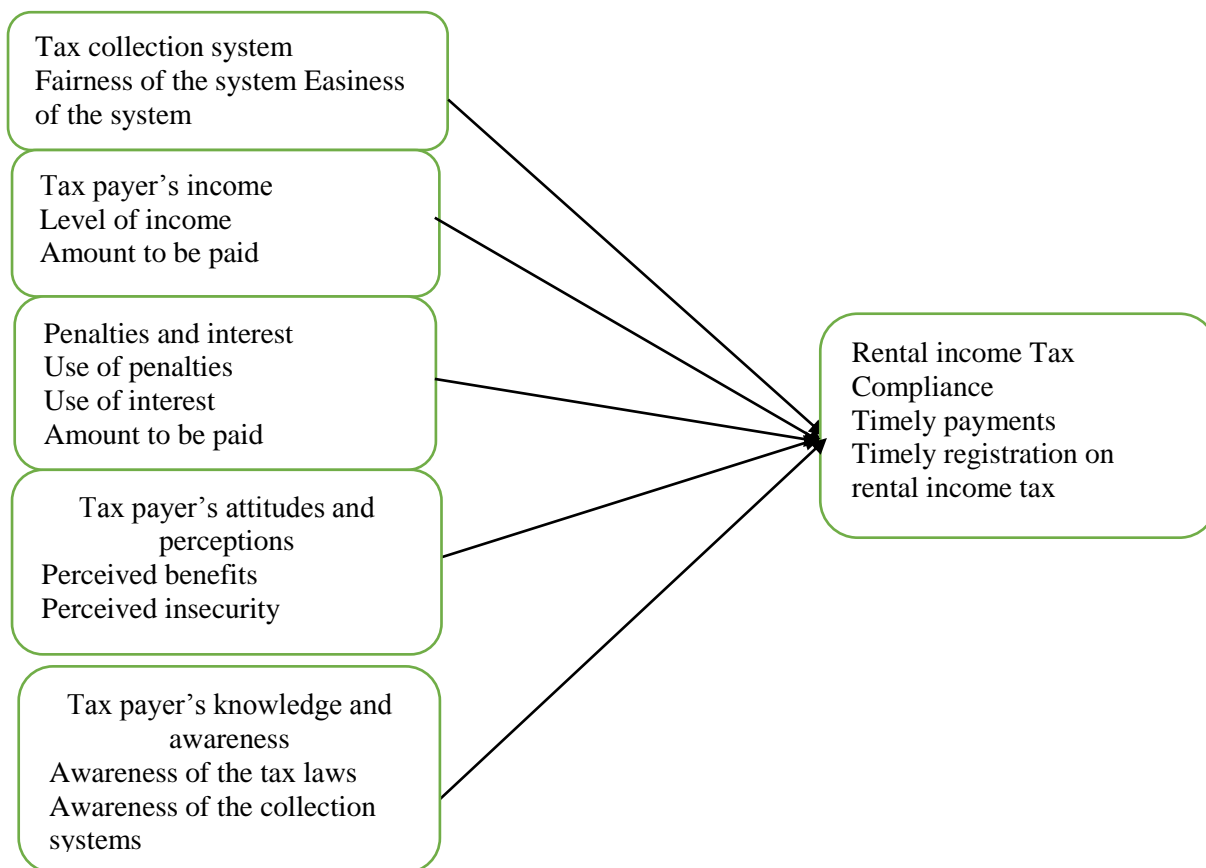 Tax collection system
Fairness of the system Easiness
of the system
Tax payer’s income
Level of income
Amount to be paid
Penalties and interest
Use of penalties
Use of interest
Amount to be paid
Tax payer’s attitudes and
perceptions
Perceived benefits
Perceived insecurity
Tax payer’s knowledge and
awareness
Awareness of the tax laws
Awareness of the collection
systems
Rental income Tax
Compliance
Timely payments
Timely registration on
rental income tax